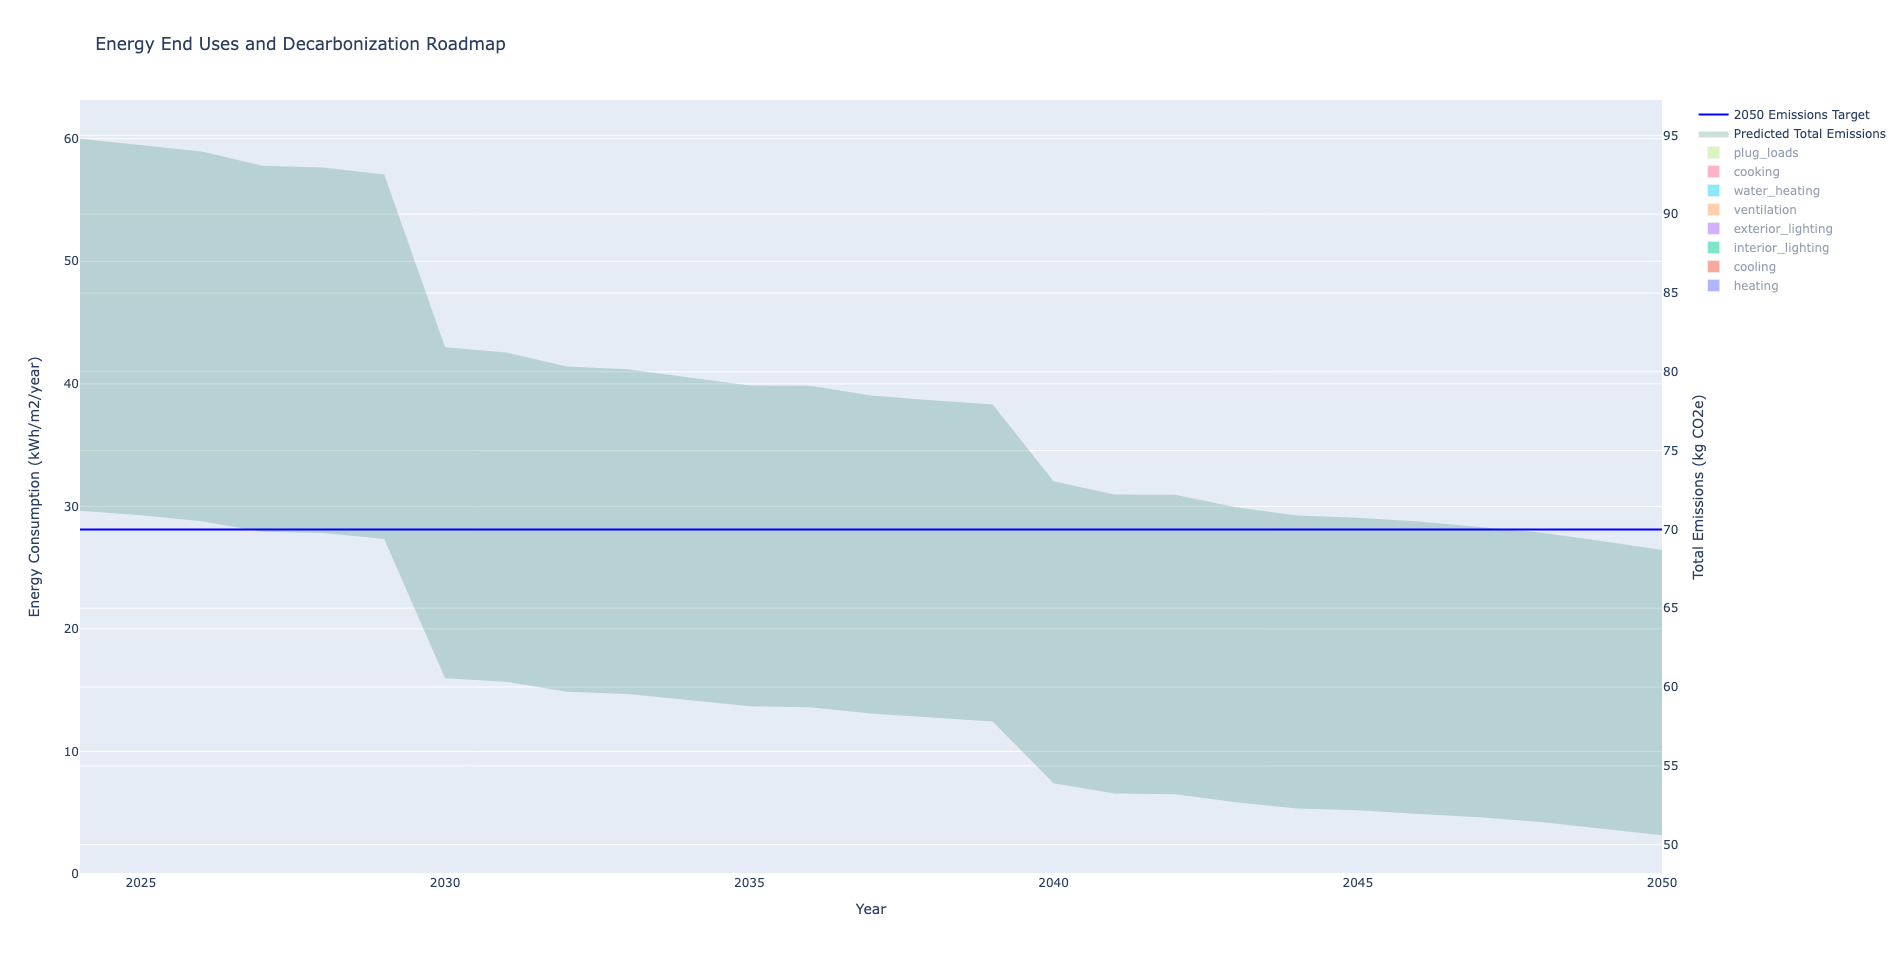 Energy End Uses and Decarbonization Roadmap
Energy Consumption (kWh/m2/year)
60
50
40
30
20
10
0
2025
2030
2035
2040
2045
2050
Year
95
90
85
80
75
70
65
60
55
50
Total Emissions (kg CO2e)
2050 Emissions Target
Predicted Total Emissions
plug_loads
cooking
water_heating
ventilation
exterior_lighting
interior_lighting
cooling
heating